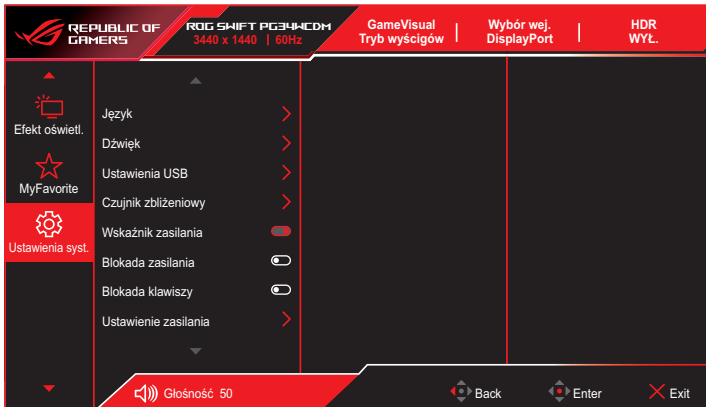 REPUBLIC OF
GAMERS
ROG SWIFT PG34WCDM
3440 x 1440 | 60Hz
GameVisual
Tryb wyścigów
Wybór wej.
DisplayPort
HDR
WYŁ.
Efekt oświetl.
MyFavorite
Ustawienia syst.
Język
Dźwięk
Ustawienia USB
Czujnik zbliżeniowy
Wskaźnik zasilania
Blokada zasilania
Blokada klawiszy
Ustawienie zasilania
Głośność 50
Back
Enter
Exit